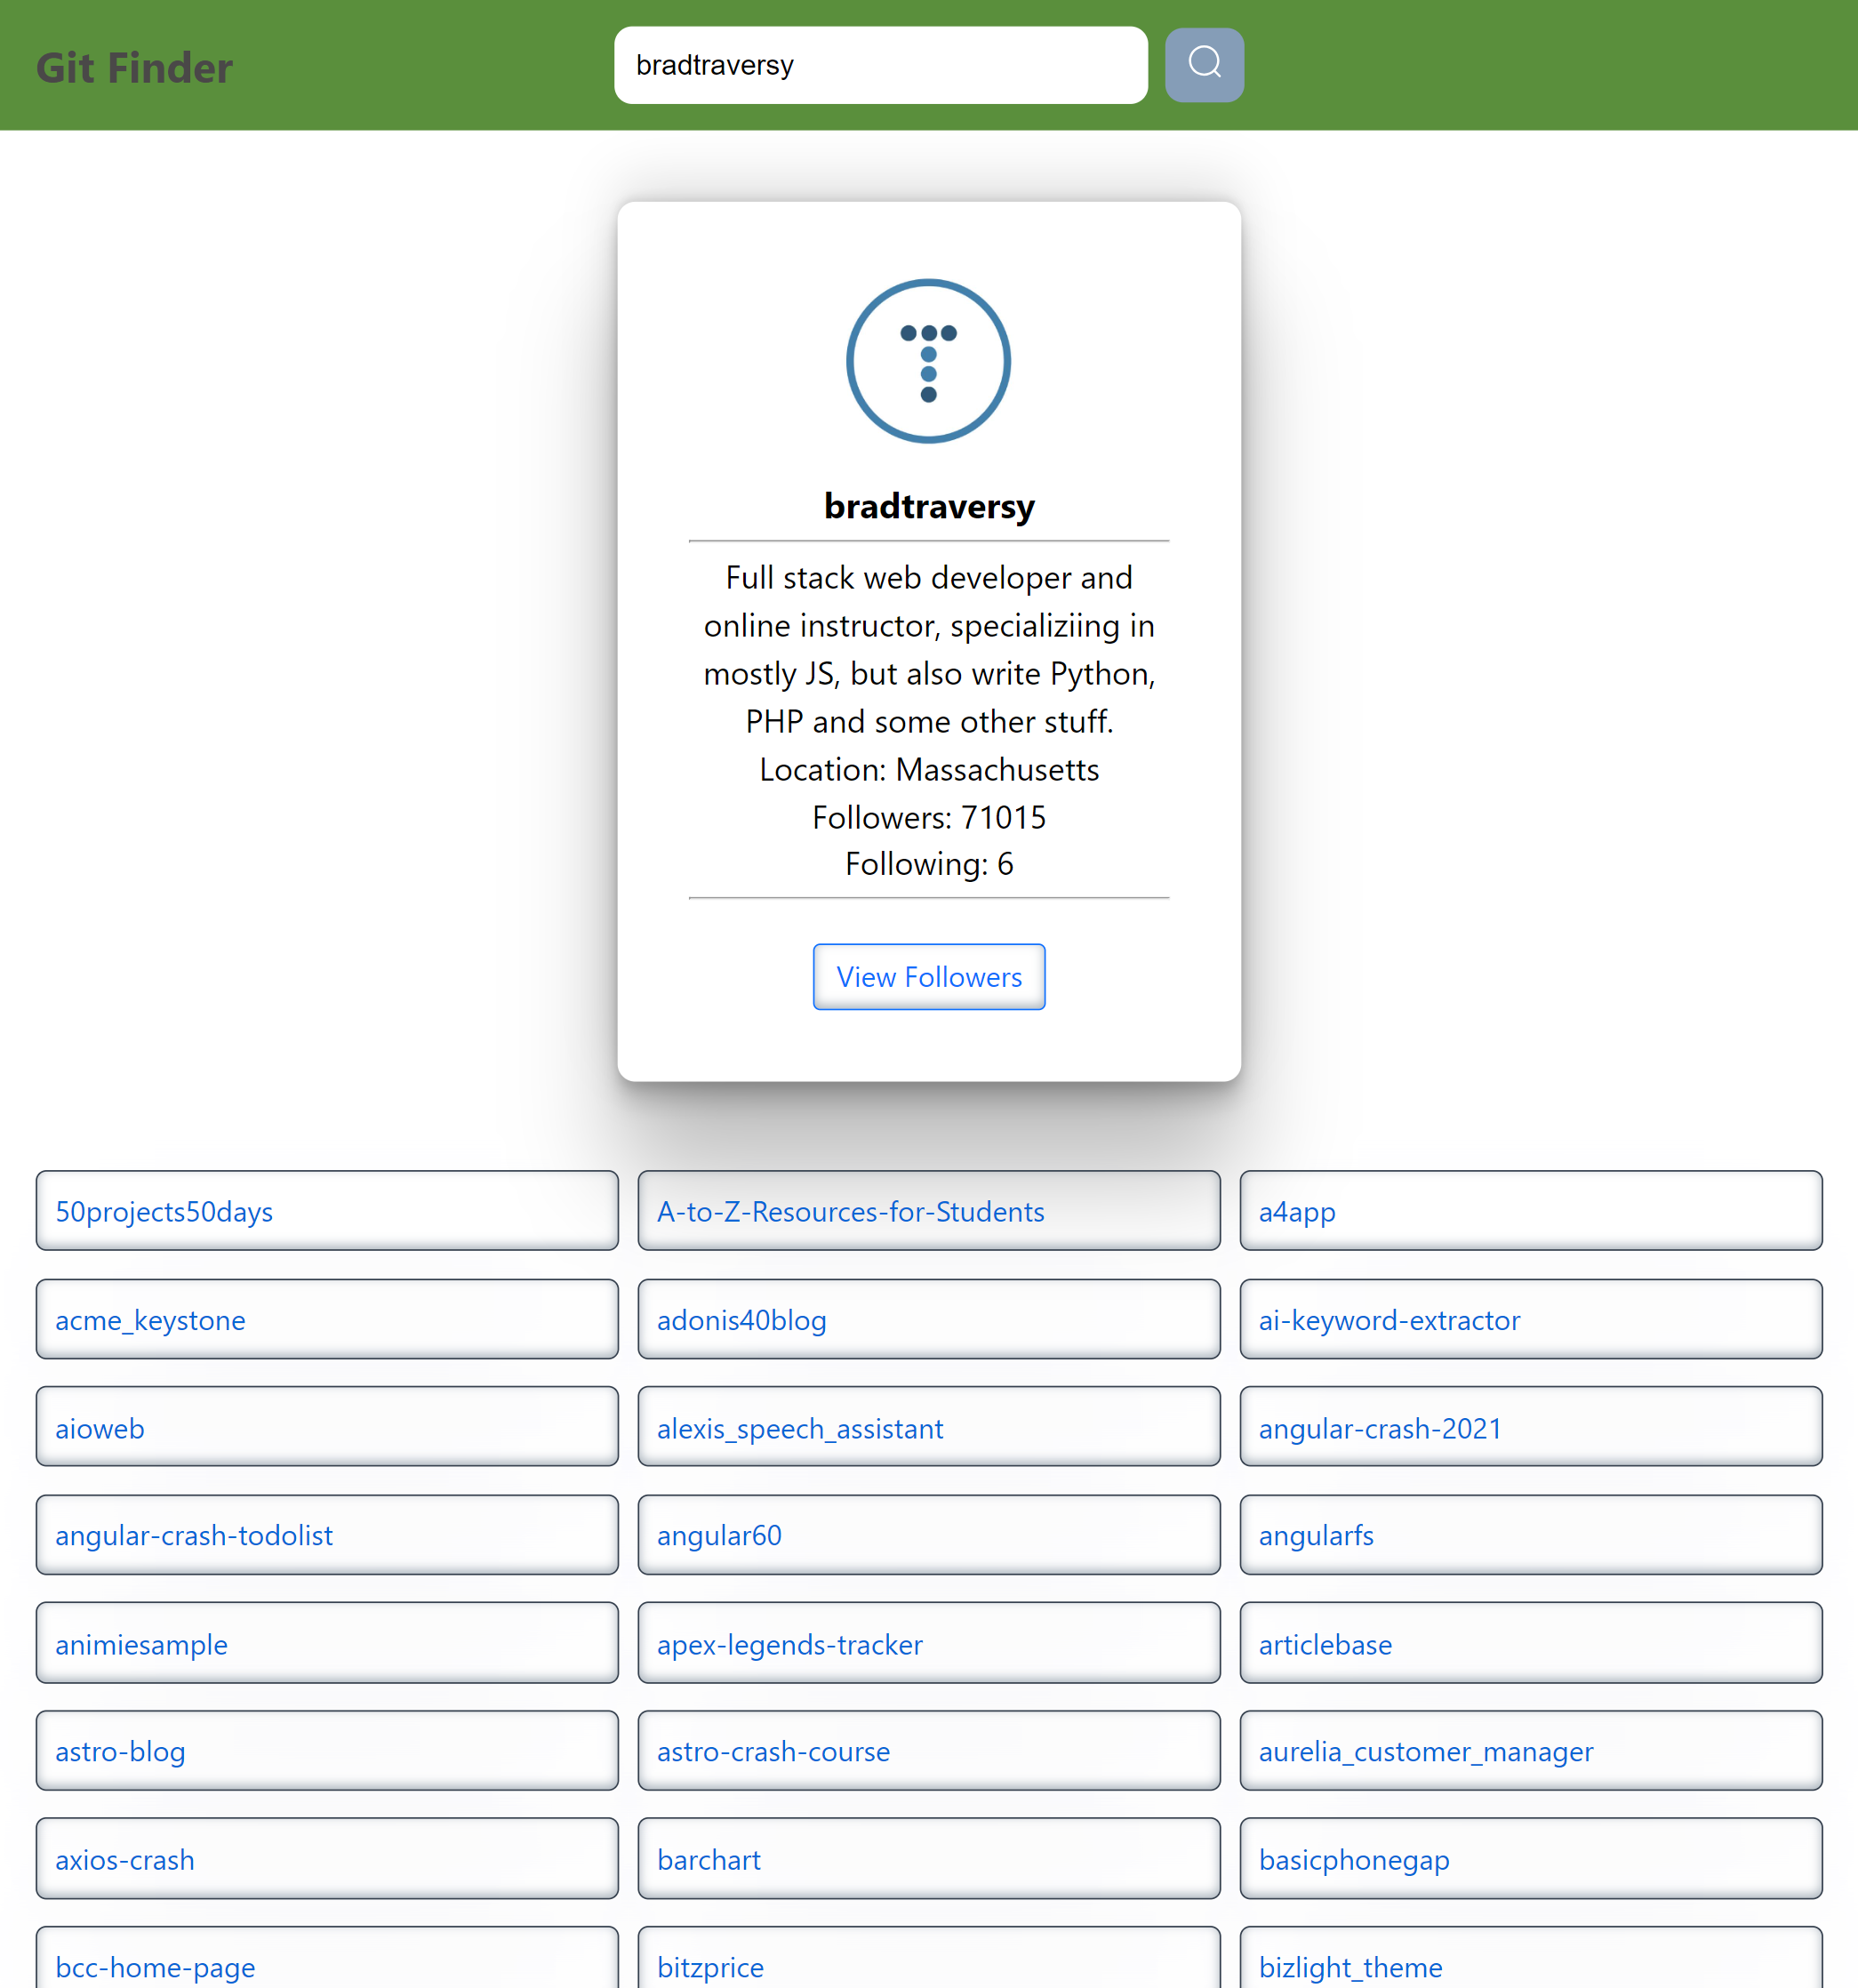 Git Finder
bradtraversy
bradtraversy
Full stack web developer and
online instructor, specializiing in
mostly JS, but also write Python,
PHP and some other stuff.
Location: Massachusetts
Followers: 71015
Following: 6
View Followers
50projects50days
A-to-Z-Resources-for-Students
a4app
acme_keystone
adonis40blog
ai-keyword-extractor
aioweb
alexis_speech_assistant
angular-crash-2021
angular-crash-todolist
angular60
angularfs
animiesample
apex-legends-tracker
articlebase
astro-blog
astro-crash-course
aurelia_customer_manager
axios-crash
barchart
basicphonegap
bcc-home-page
bitzprice
bizlight_theme